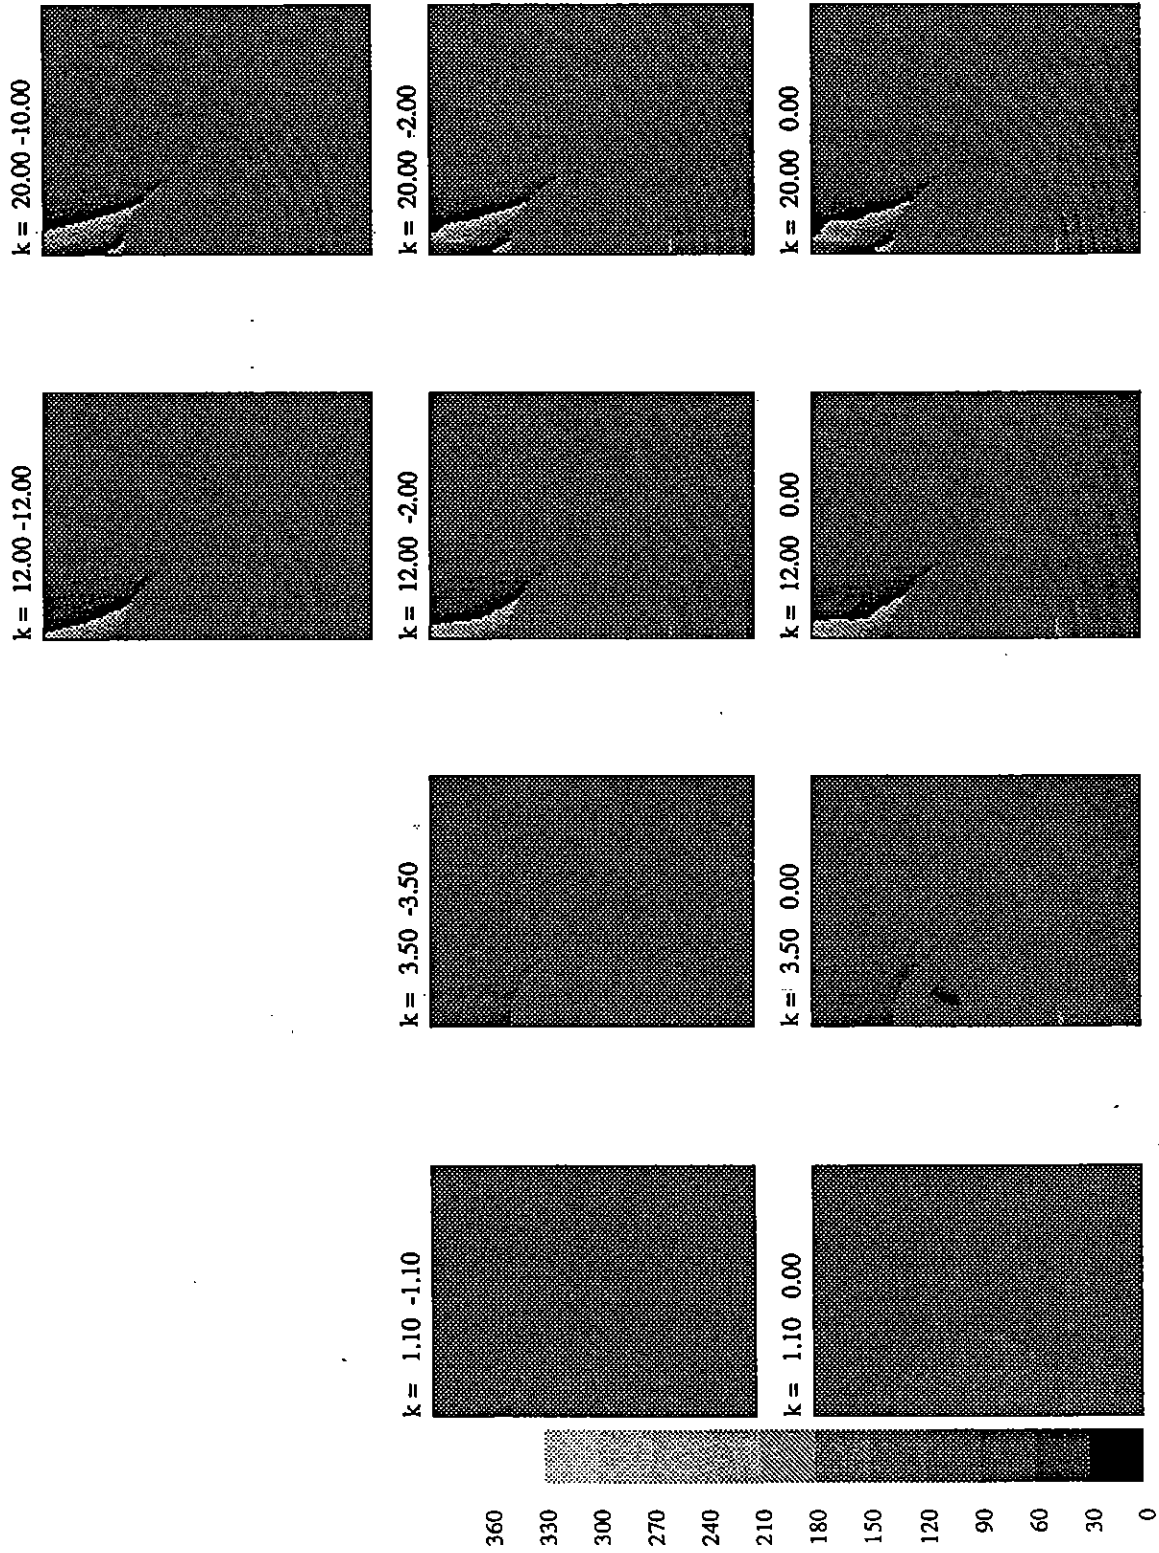 k = 20.00 -10.00
k = 20.00 -2.00
k = 20.00 0.00
k = 12.00 -12.00
k = 12.00 -2.00
k = 12.00 0.00
k = 3.50 -3.50
k = 3.50 0.00
k = 1.10 -1.10
k = 1.10 0.00
360
330
300
270
240
210
180
150
120
90
60
30
0